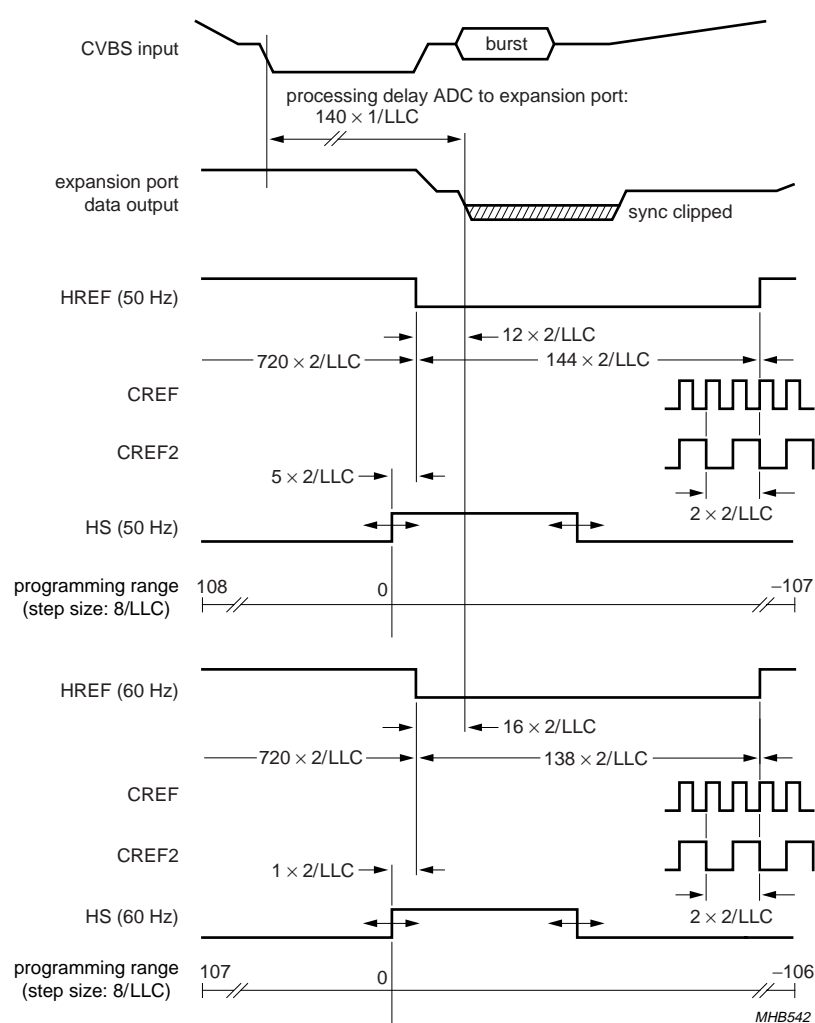 CVBS input
burst
processing delay ADC to expansion port:
140 × 1/LLC
expansion port
data output
sync clipped
HREF (50 Hz)
12 × 2/LLC
720 × 2/LLC
144 × 2/LLC
CREF
CREF2
5 × 2/LLC
2 × 2/LLC
HS (50 Hz)
programming range
(step size: 8/LLC)
108
0
−107
HREF (60 Hz)
16 × 2/LLC
720 × 2/LLC
138 × 2/LLC
CREF
CREF2
1 × 2/LLC
2 × 2/LLC
HS (60 Hz)
programming range
(step size: 8/LLC)
107
0
−106
MHB542